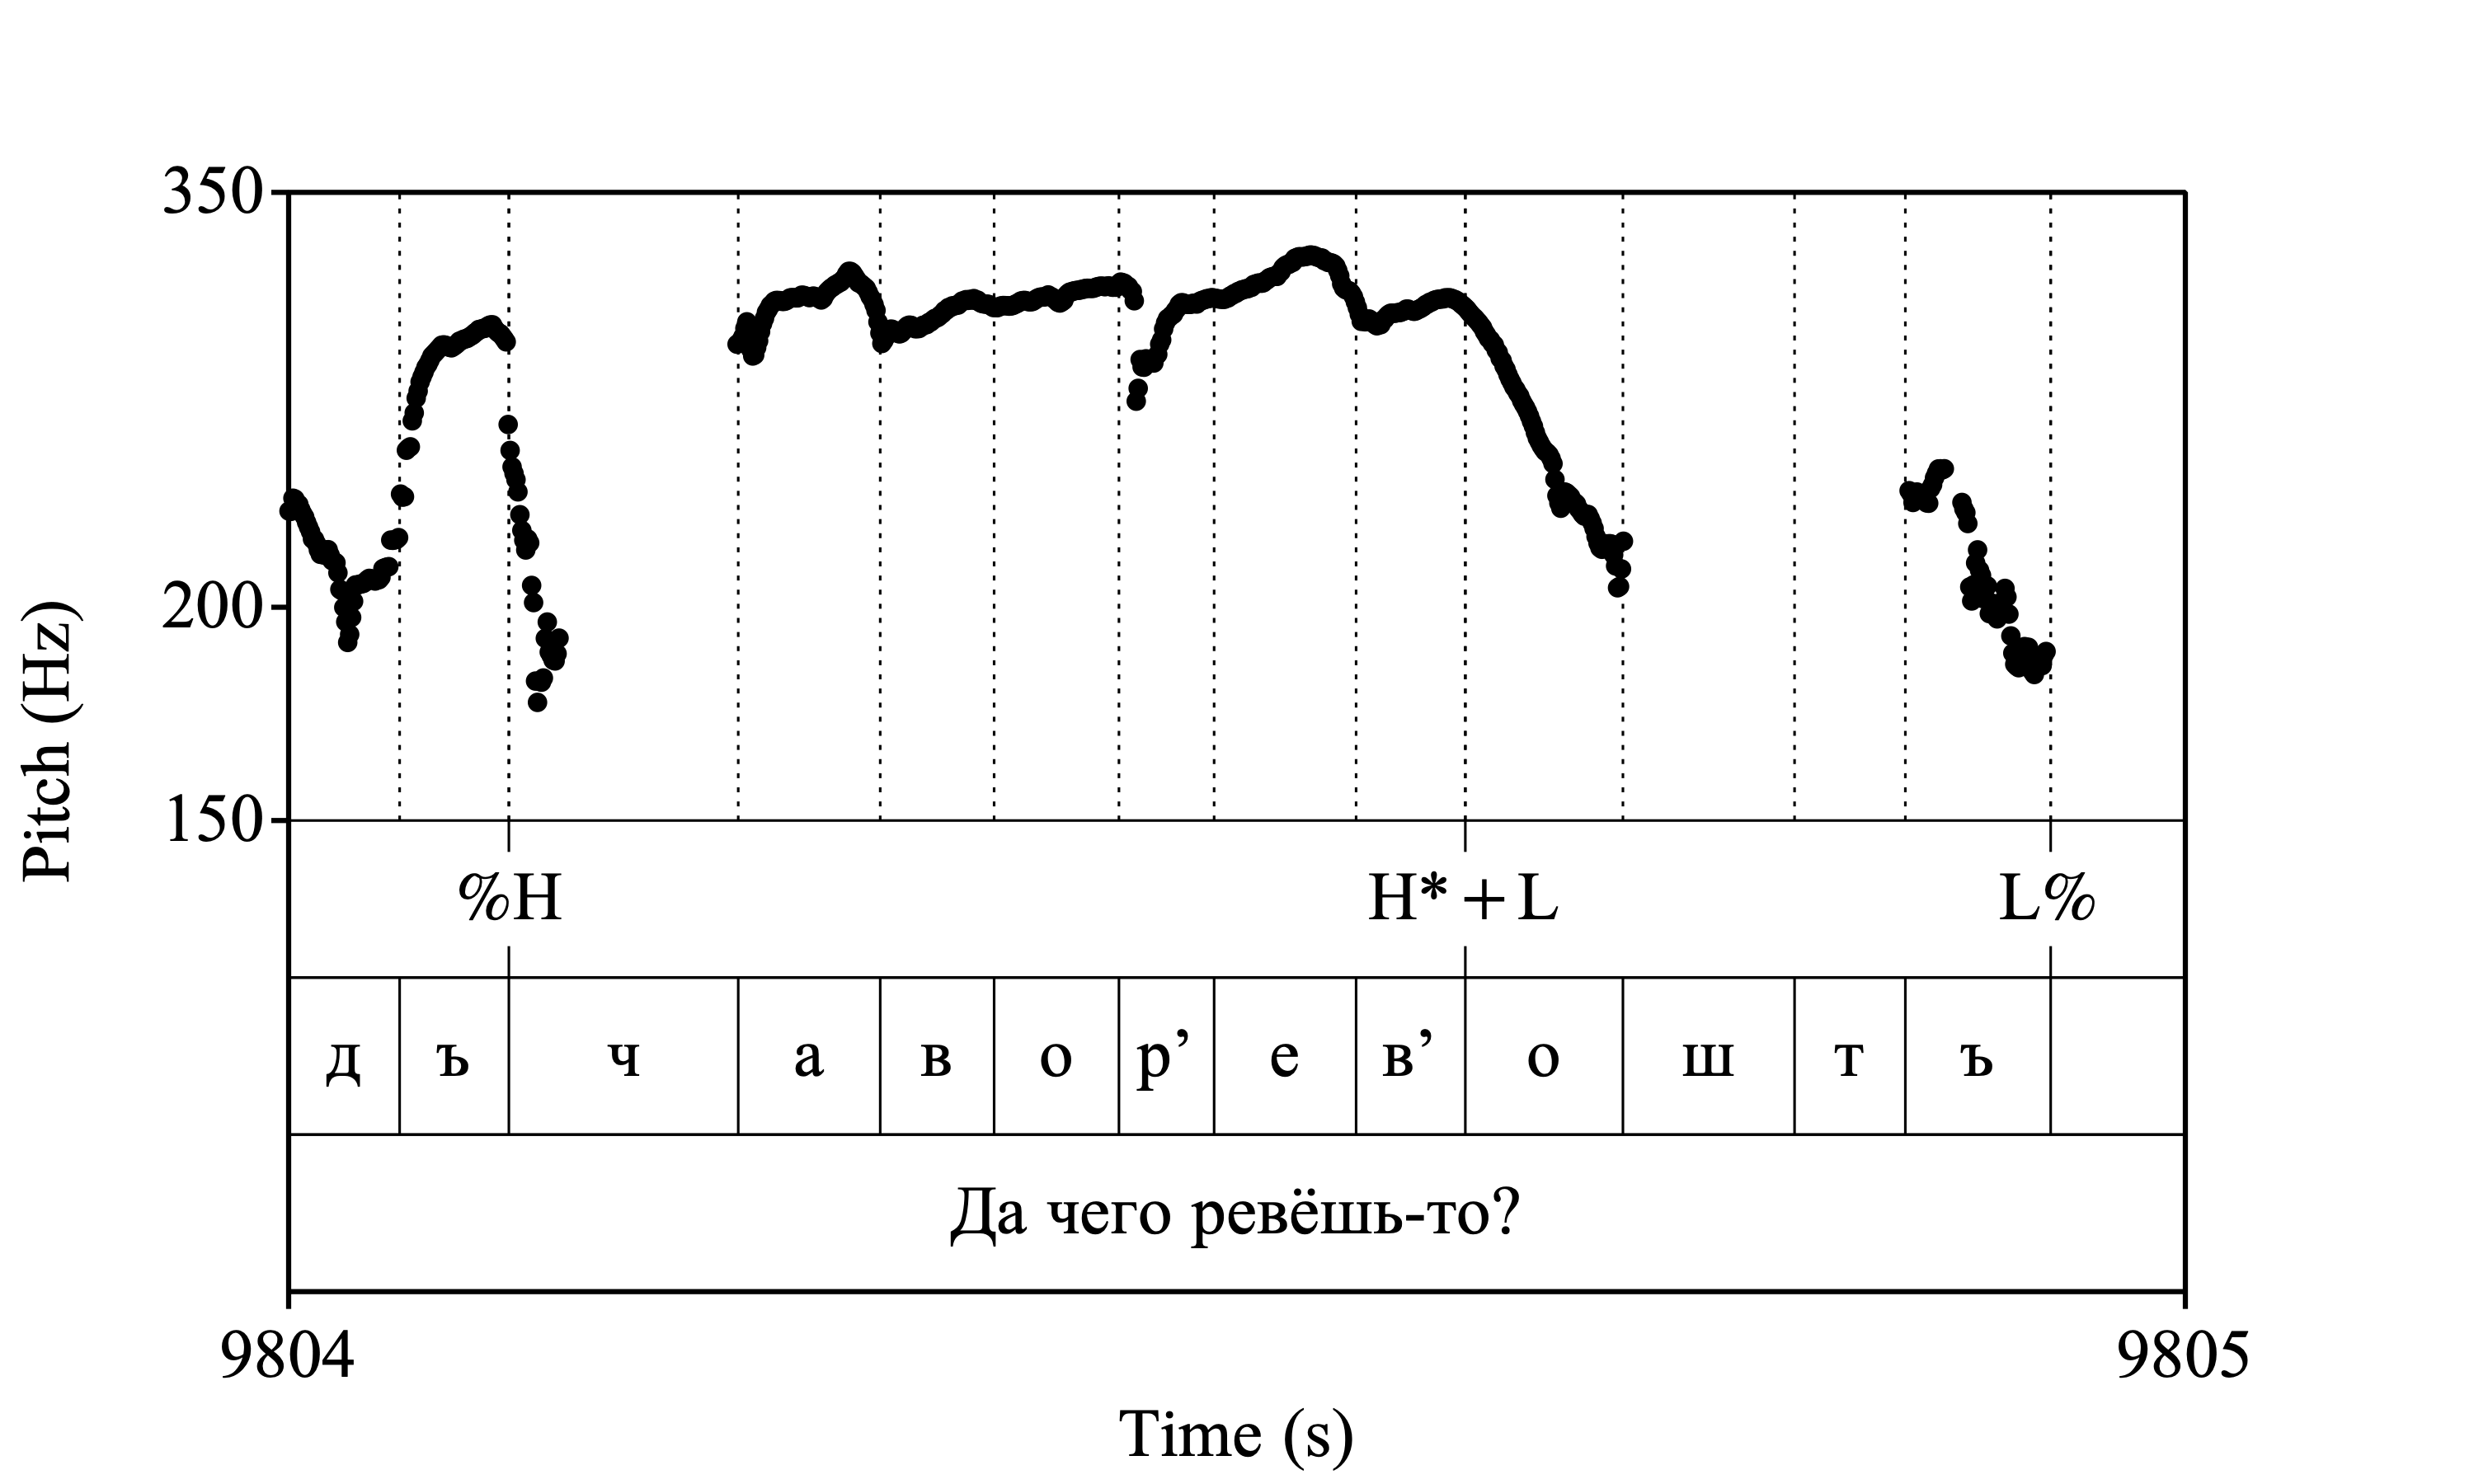 350
200
150
Pitch (Hz)
%H H*+L L%
д ъ ч а в о р’ е в’ о ш т ъ
Да чего ревёшь-то?
9804 9805
Time (s)